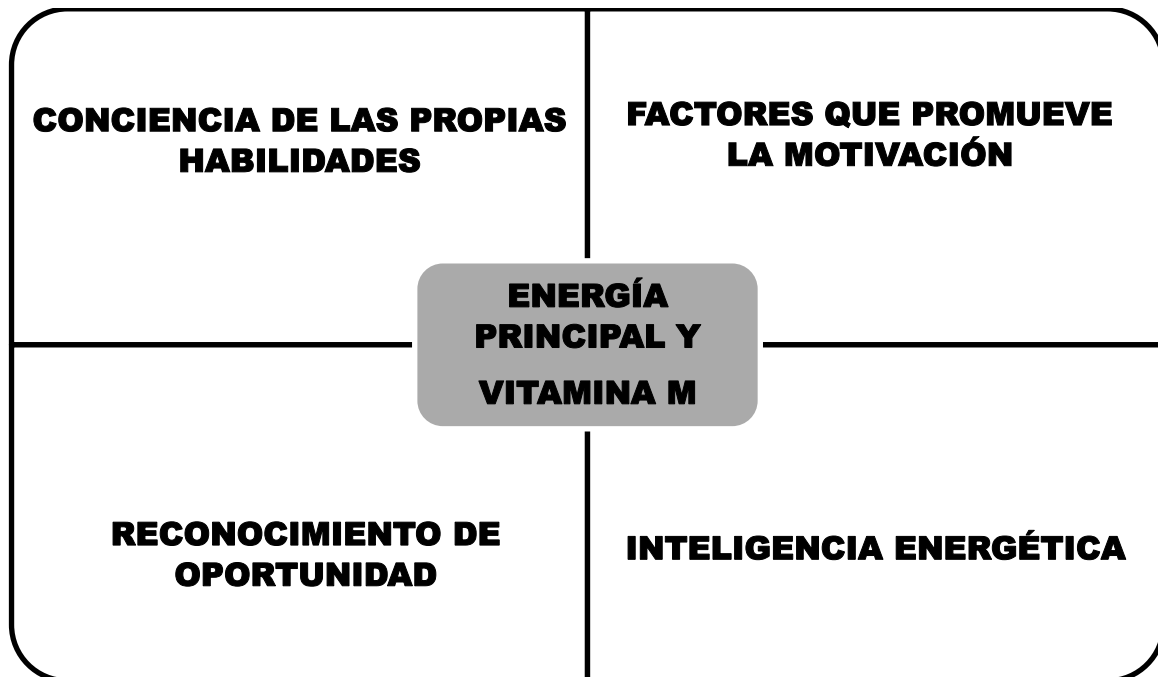 CONCIENCIA DE LAS PROPIAS
HABILIDADES
FACTORES QUE PROMUEVE
LA MOTIVACIÓN
ENERGÍA
PRINCIPAL Y
VITAMINA M
RECONOCIMIENTO DE
OPORTUNIDAD
INTELIGENCIA ENERGÉTICA